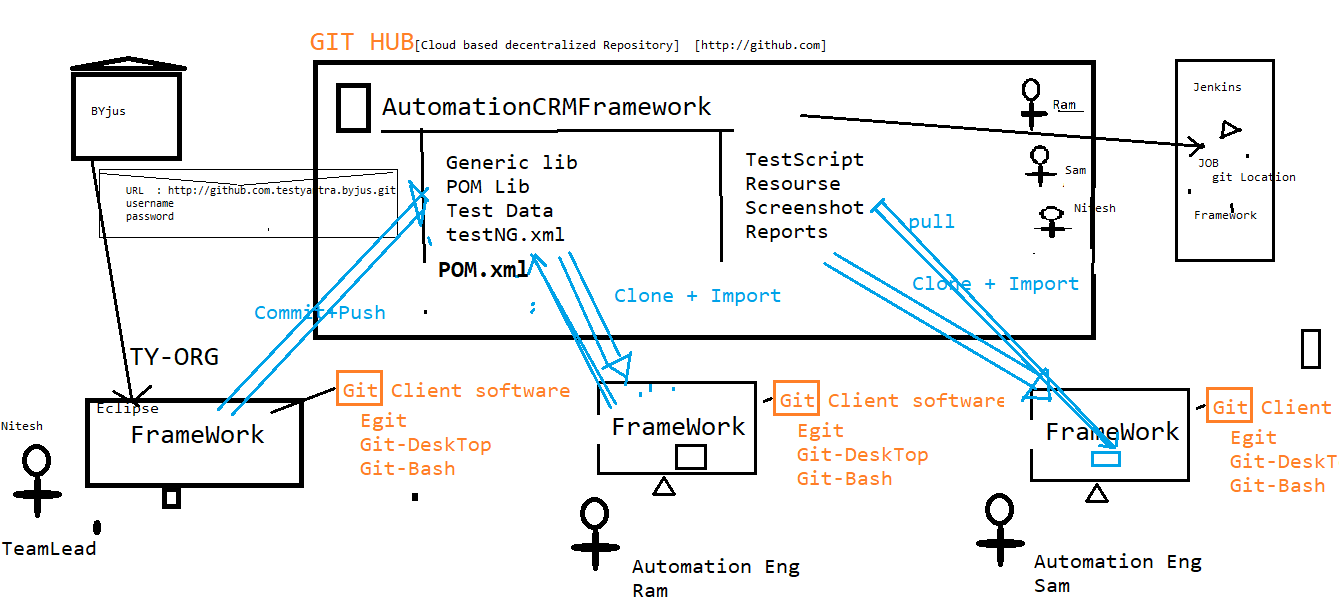 GIT HUB[Cloud based decentralized Repository] [http://github.com]
BYjus
URL : http://github.com.testyantra.byjus.git
username
password
AutomationCRMFramework
Generic lib
POM Lib
Test Data
testNG.xml
POM.xml
TestScript
Resourse
Screenshot
Reports
Ram
Sam
Nitesh
Jenkins
JOB
git Location
Framework
pull
Clone + Import
Clone + Import
Commit+Push
TY-ORG
Eclipse
FrameWork
Nitesh
TeamLead
Git Client software
Egit
Git-DeskTop
Git-Bash
FrameWork
Automation Eng
Ram
Git Client software
Egit
Git-DeskTop
Git-Bash
FrameWork
Automation Eng
Sam
Git Client
Egit
Git-DeskT
Git-Bash